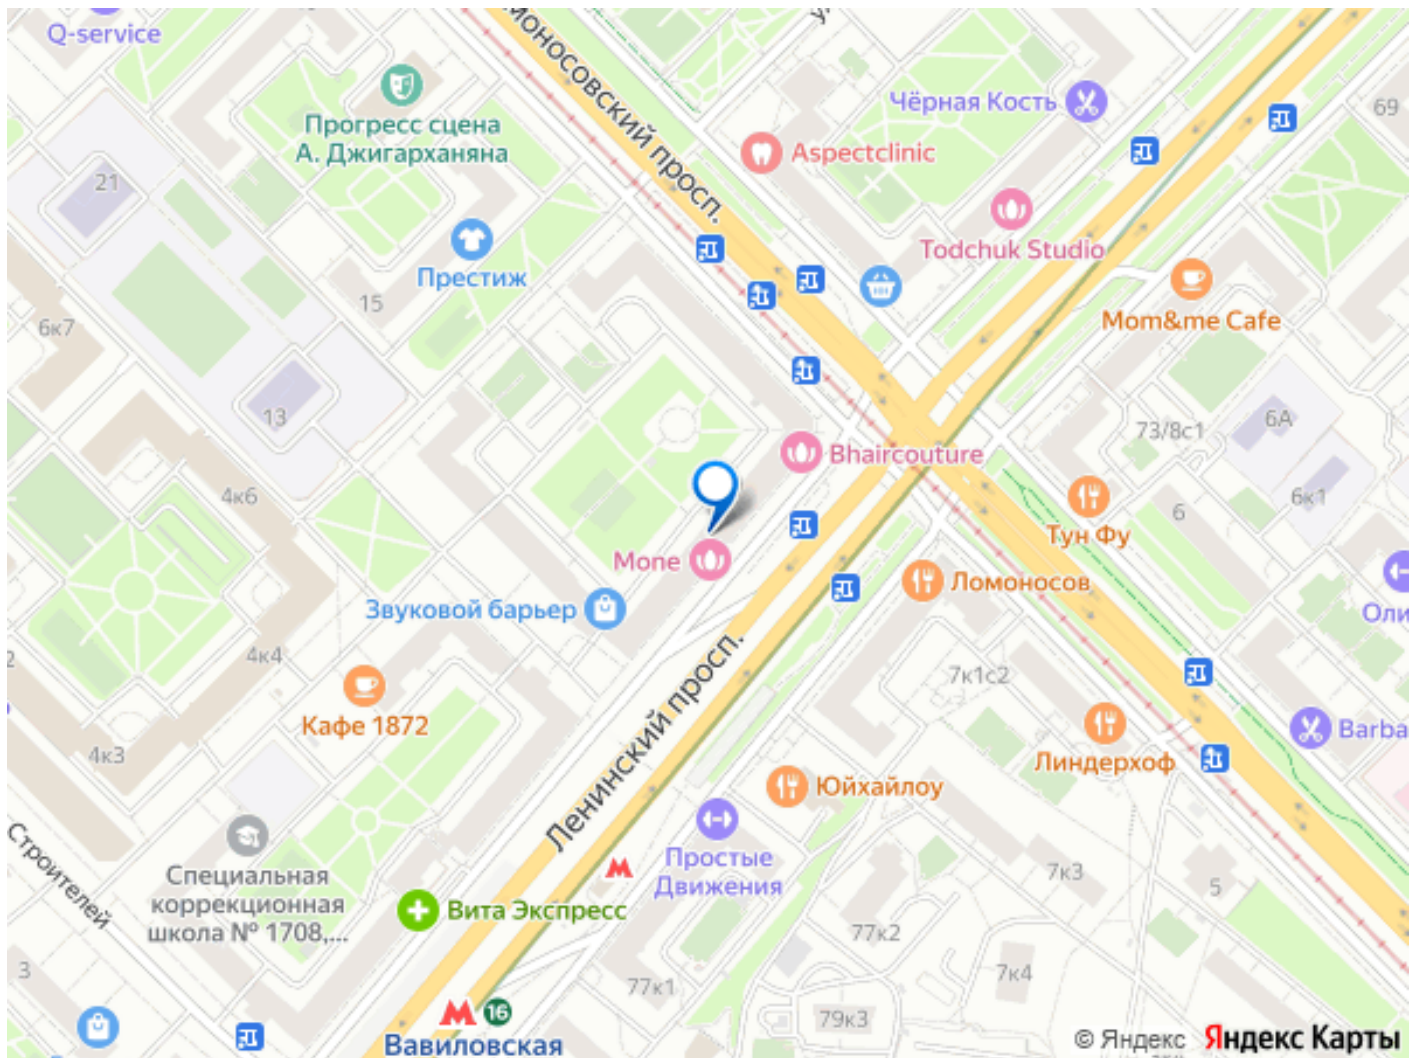 Q-service
Ломоносовский просп.
Чёрная Кость
69
Прогресс сцена
А. Джигарханяна
Aspectclinic
21
Todchuk Studio
Престиж
15
Mom&me Cafe
6к7
13
73/8с1
6А
Bhaircouture
4к6
6к1
6
Тун Фу
Mone
Ломоносов
Звуковой барьер
Оли
4к4
7к1с2
Кафе 1872
Barba
4к3
Линдерхоф
Ленинский просп.
Юйхайлоу
Строителей
Простые
Движения
7к3
5
Специальная
коррекционная
школа № 1708,...
Вита Экспресс
77к2
3
7к4
77к1
16
79к3
Вавиловская
© Яндекс Яндекс Карты